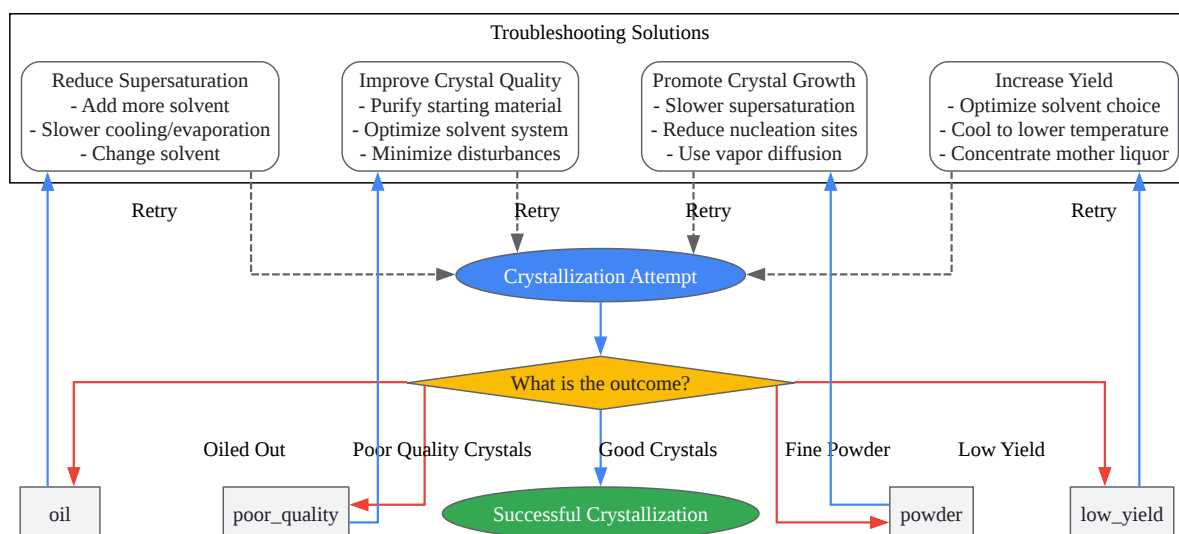 Troubleshooting Solutions
Reduce Supersaturation
- Add more solvent
- Slower cooling/evaporation
- Change solvent
Improve Crystal Quality
- Purify starting material
- Optimize solvent system
- Minimize disturbances
Promote Crystal Growth
- Slower supersaturation
- Reduce nucleation sites
- Use vapor diffusion
Increase Yield
- Optimize solvent choice
- Cool to lower temperature
- Concentrate mother liquor
Retry
Retry
Retry
Retry
Crystallization Attempt
What is the outcome?
Oiled Out
Poor Quality Crystals
Good Crystals
Fine Powder
Low Yield
oil
poor_quality
Successful Crystallization
powder
low_yield